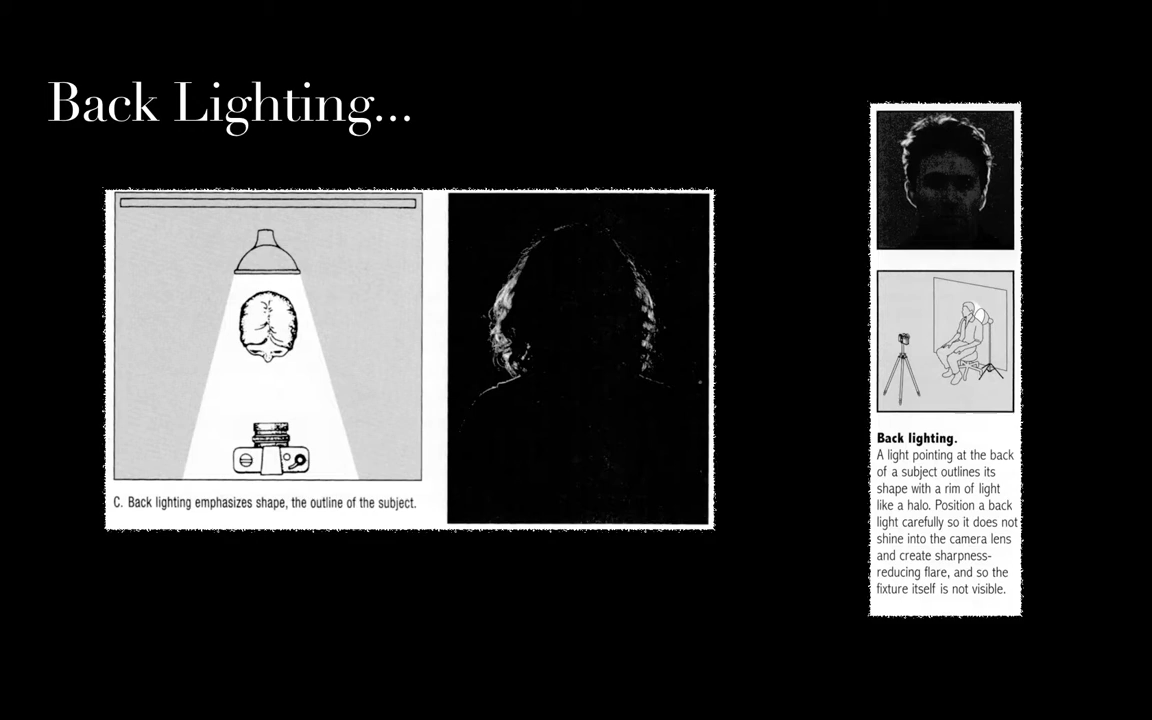 Back Lighting...
C. Back lighting emphasizes shape, the outline of the subject.
Back lighting.
A light pointing at the back
of a subject outlines its
shape with a rim of light
like a halo. Position a back
light carefully so it does not
shine into the camera lens
and create sharpness-
reducing flare, and so the
fixture itself is not visible.